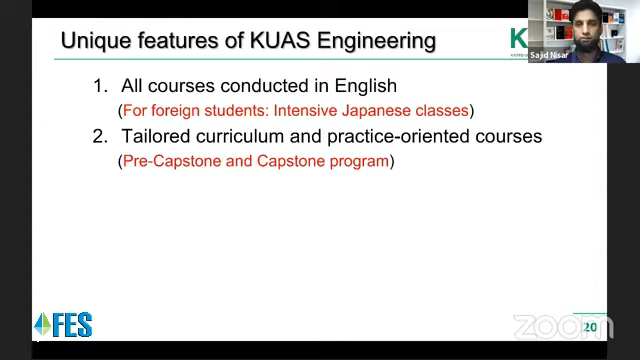 Unique features of KUAS Engineering
K
Sajid Nisar
1. All courses conducted in English
(For foreign students: Intensive Japanese classes)
2. Tailored curriculum and practice-oriented courses
(Pre-Capstone and Capstone program)
FES
zoom
20